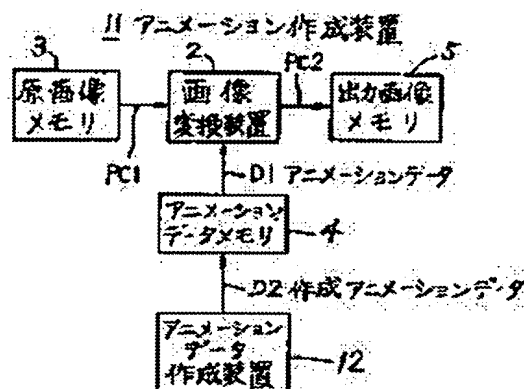 11 アニメーション作成装置
3
2
5
原画像
メモリ
画像
変換装置
PC2
出力画像
メモリ
PC1
D1 アニメーションデータ
アニメーション
データメモリ
4
D2 作成アニメーションデータ
アニメーション
データ
作成装置
12